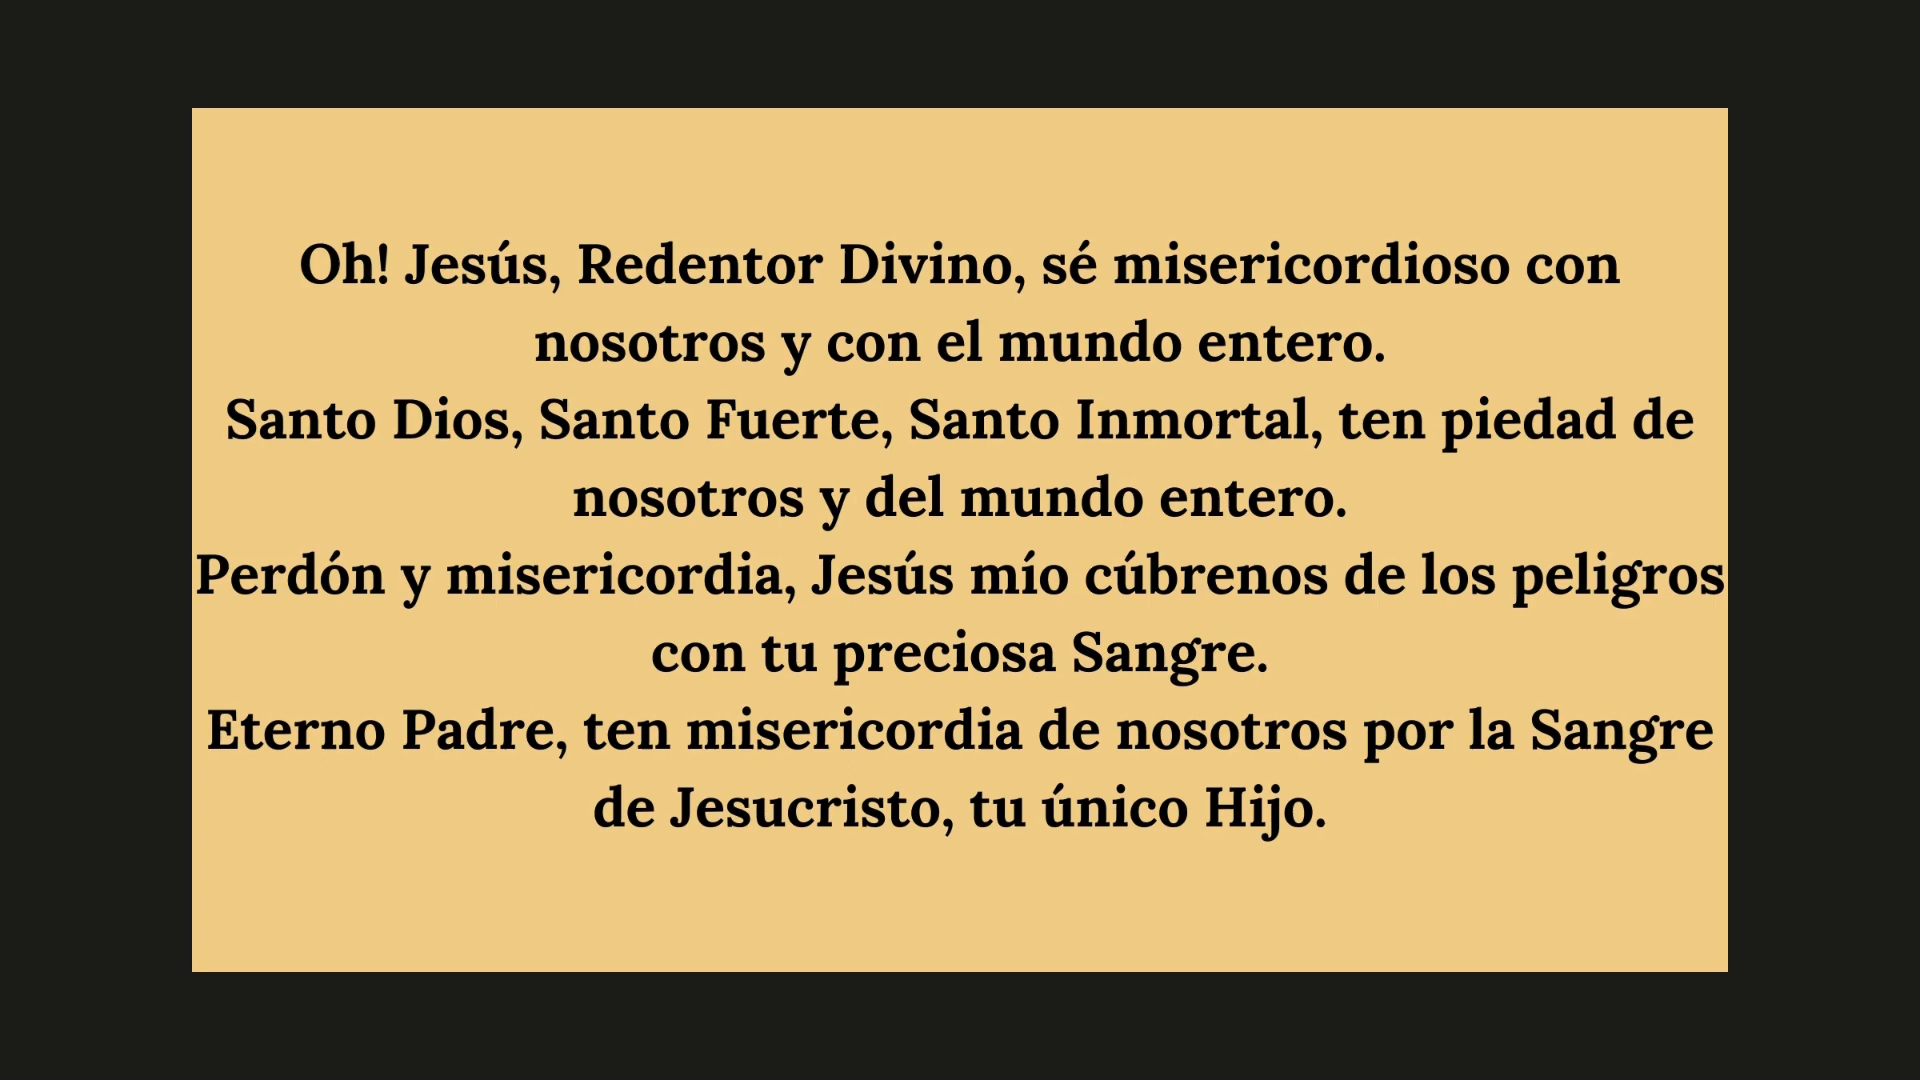 Oh! Jesús, Redentor Divino, sé misericordioso con
nosotros y con el mundo entero.
Santo Dios, Santo Fuerte, Santo Inmortal, ten piedad de
nosotros y del mundo entero.
Perdón y misericordia, Jesús mío cúbrenos de los peligros
con tu preciosa Sangre.
Eterno Padre, ten misericordia de nosotros por la Sangre
de Jesucristo, tu único Hijo.